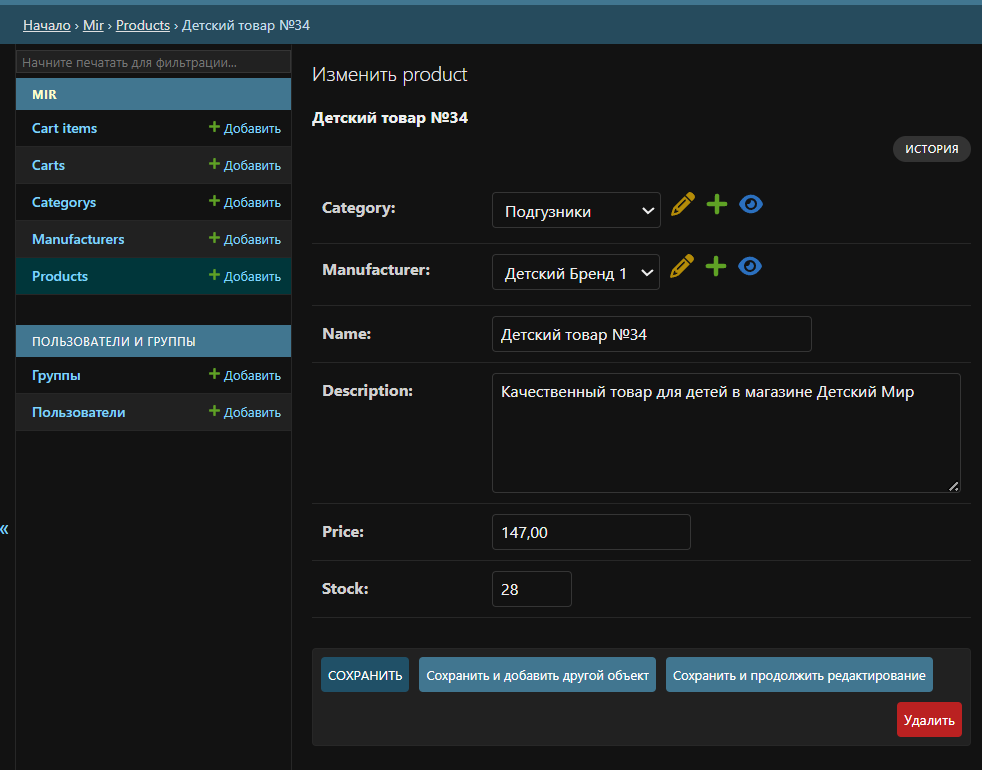 Начало › Mir › Products › Детский товар №34
Начните печатать для фильтрации...
MIR
Cart items + Добавить
Carts + Добавить
Categorys + Добавить
Manufacturers + Добавить
Products + Добавить
ПОЛЬЗОВАТЕЛИ И ГРУППЫ
Группы + Добавить
Пользователи + Добавить
«
Изменить product
Детский товар №34
ИСТОРИЯ
Category: Подгузники
Manufacturer: Детский Бренд 1
Name: Детский товар №34
Description: Качественный товар для детей в магазине Детский Мир
Price: 147,00
Stock: 28
СОХРАНИТЬ Сохранить и добавить другой объект Сохранить и продолжить редактирование
Удалить